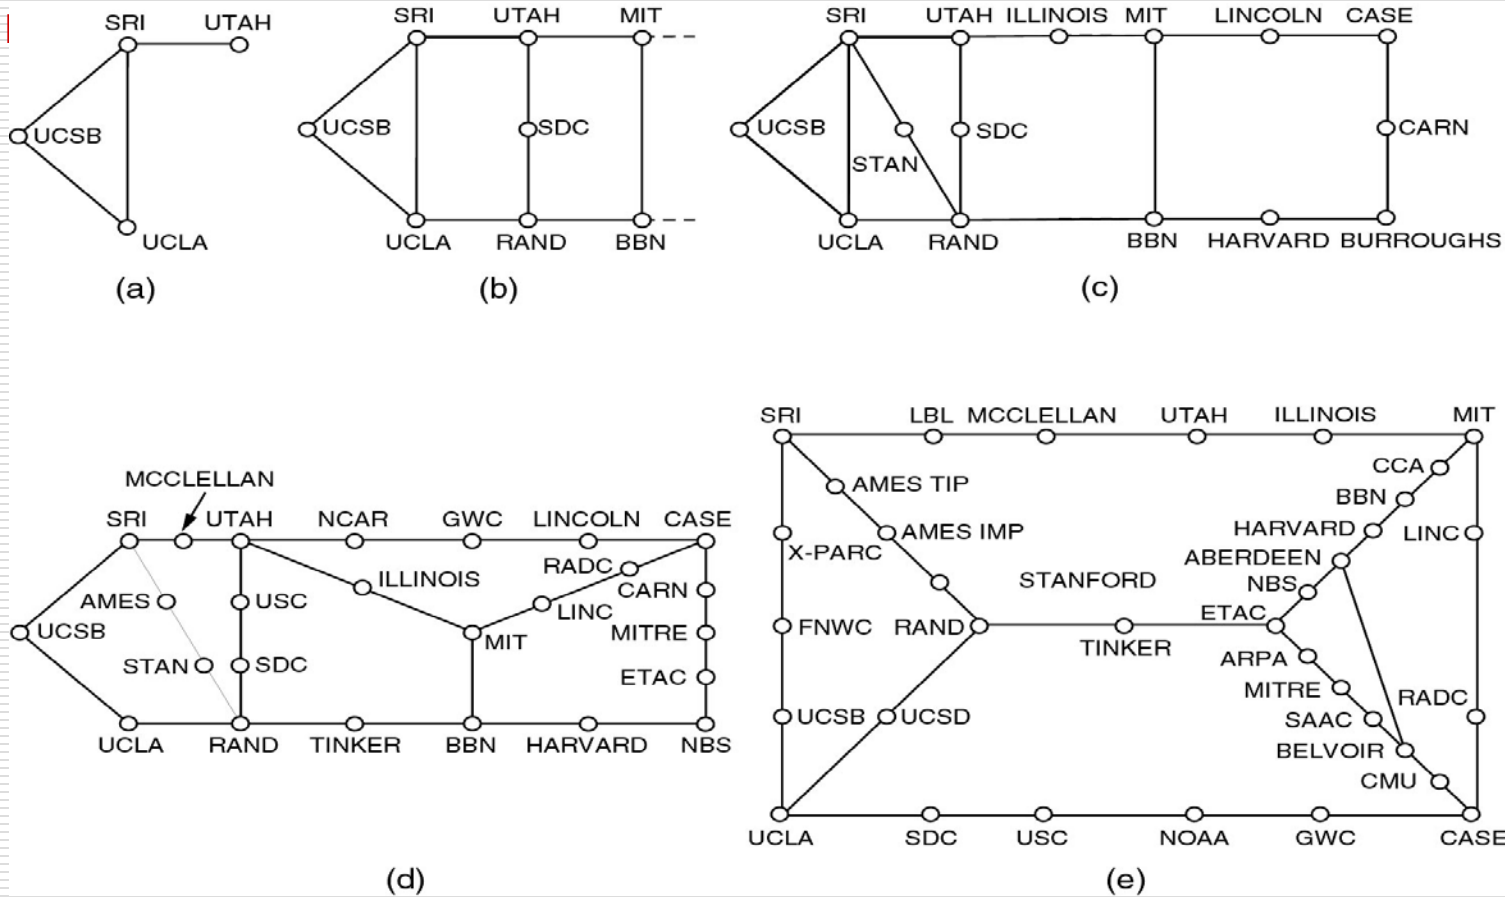 SRI UTAH
UCSB
UCLA
(a)
SRI UTAH MIT
UCSB SDC
UCLA RAND BBN
(b)
SRI UTAH ILLINOIS MIT LINCOLN CASE
UCSB SDC CARN
STAN
UCLA RAND BBN HARVARD BURROUGHS
(c)
MCCLELLAN
SRI UTAH NCAR GWC LINCOLN CASE
RADC
ILLINOIS
CARN
AMES USC LINC
UCSB MIT MITRE
STAN SDC
ETAC
UCLA RAND TINKER BBN HARVARD NBS
(d)
SRI LBL MCCLELLAN UTAH ILLINOIS MIT
CCA
AMES TIP
BBN
AMES IMP HARVARD LINC
X-PARC ABERDEEN
STANFORD NBS
ETAC
FNWC RAND
TINKER
ARPA
MITRE
RADC
UCSB UCSD SAAC
BELVOIR
CMU
UCLA SDC USC NOAA GWC CASE
(e)